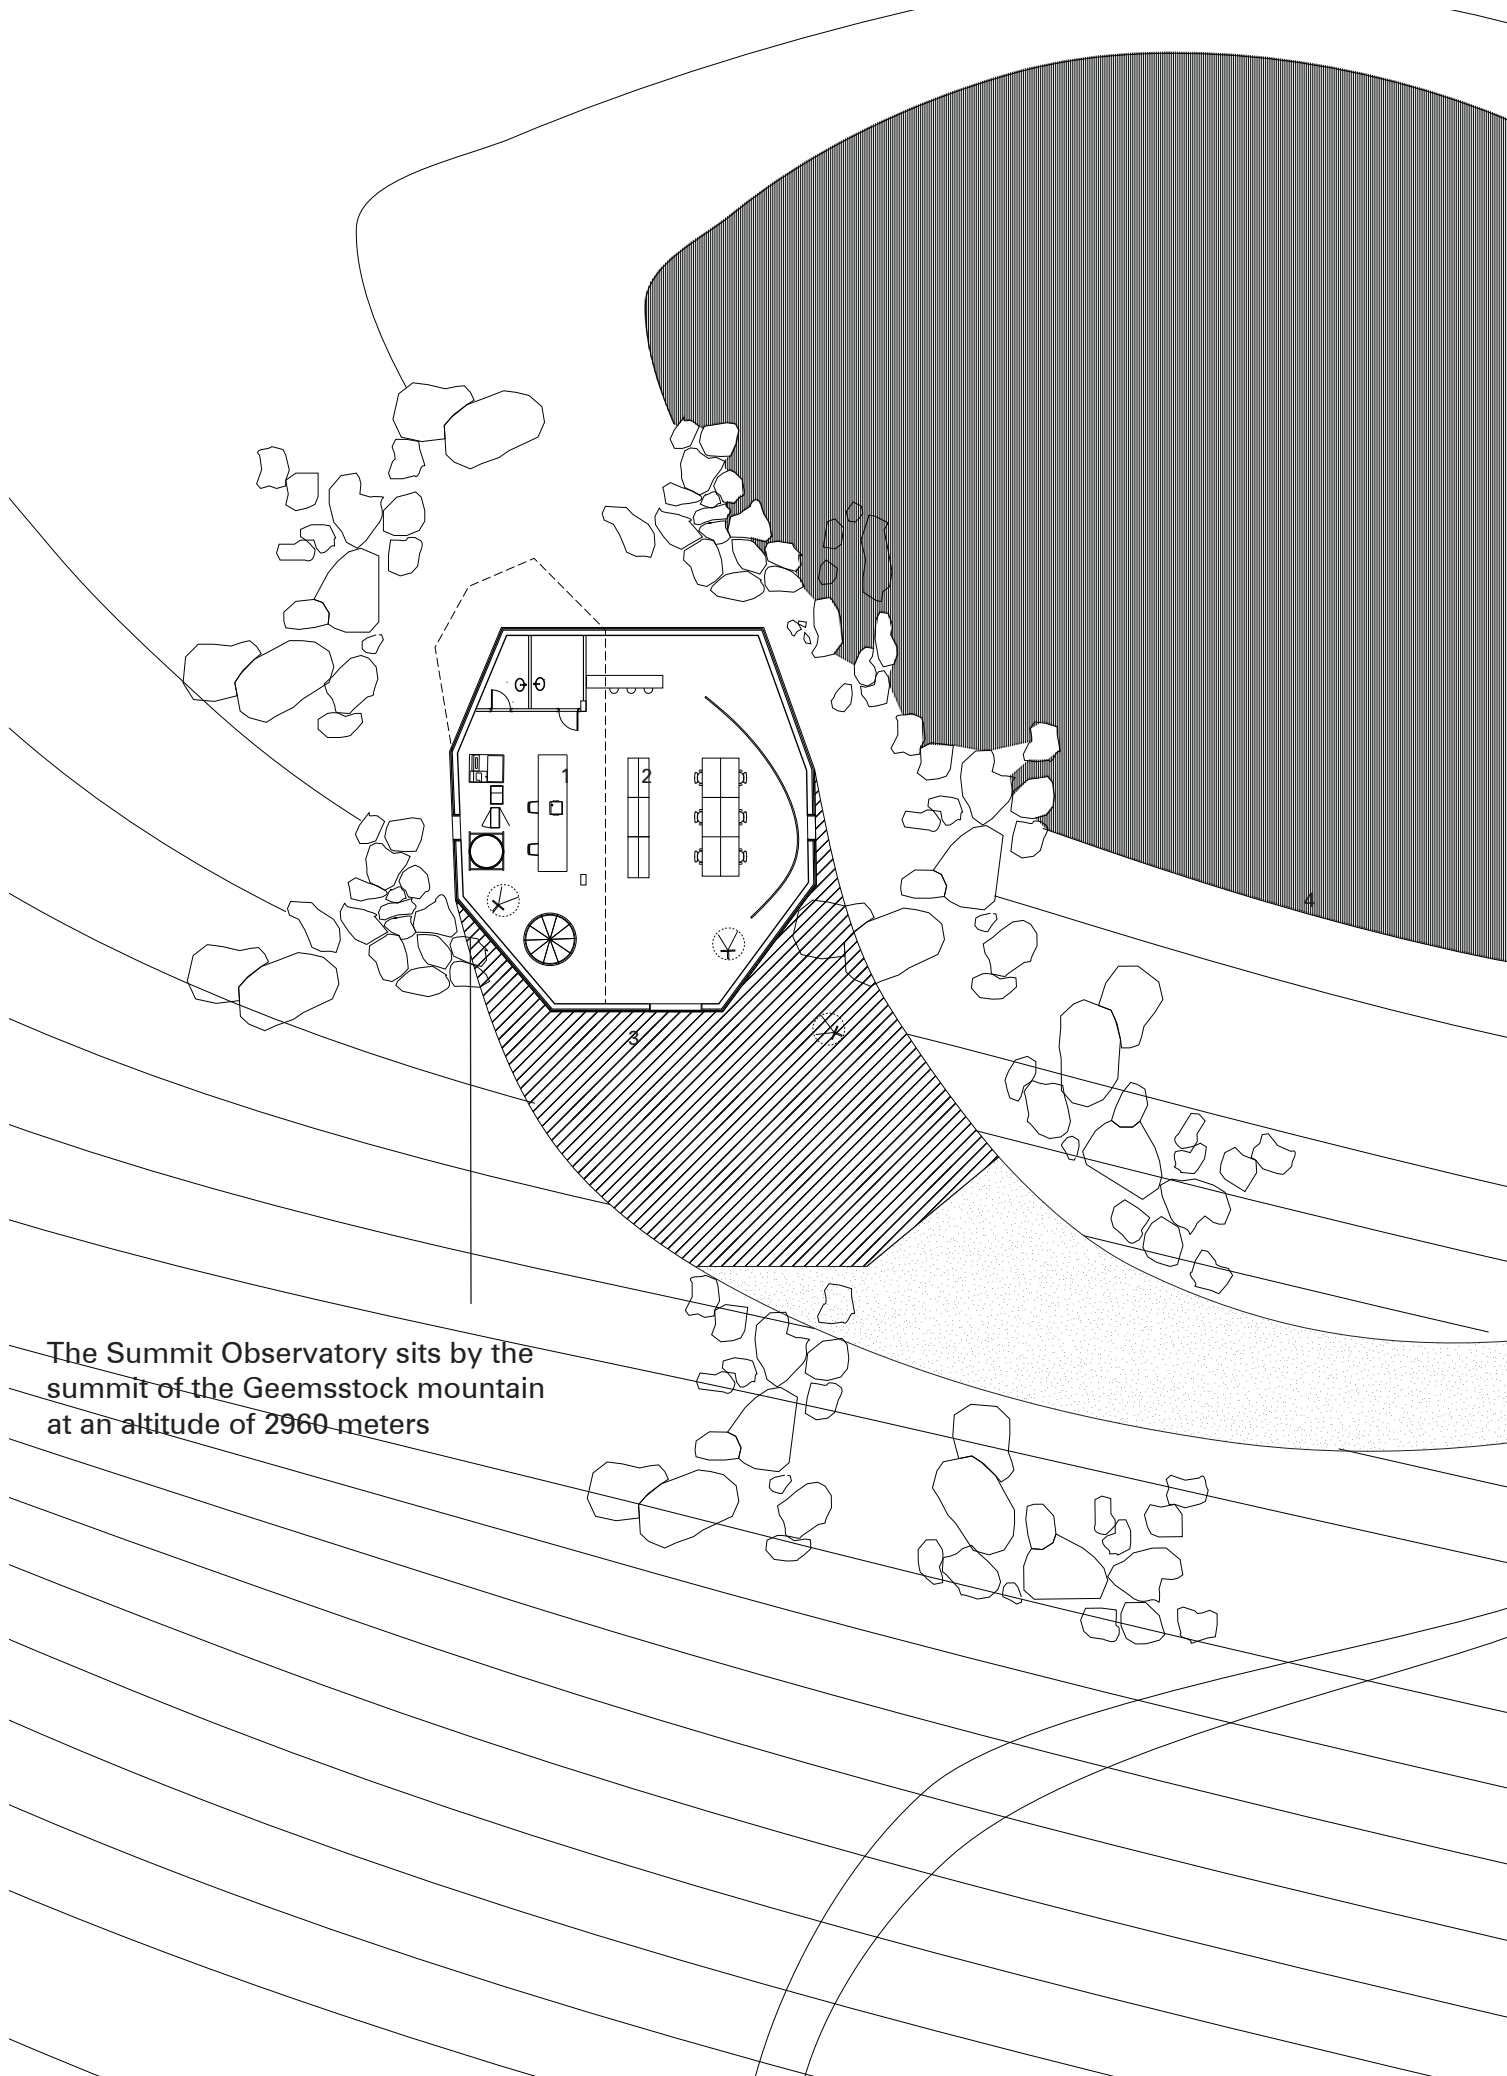 1
2
4
3
The Summit Observatory sits by the
summit of the Geemsstock mountain
at an altitude of 2960 meters